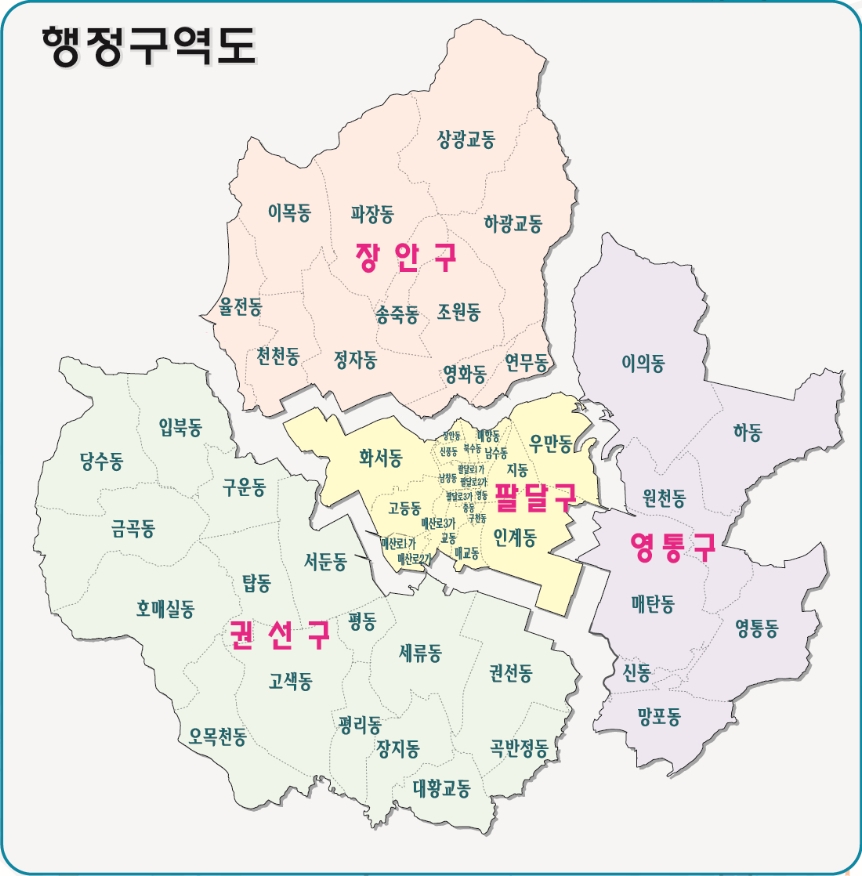 행정구역도
상광교동
이목동
파장동
하광교동
장안구
율전동
송죽동
조원동
천천동
정자동
영화동
연무동
이의동
하동
원천동
영통구
매탄동
영통동
신동
망포동
화서동
장안동
매향동
우만동
신풍동
북수동
남수동
지동
팔달로1가
남창동
팔달로2가
팔달구
팔달로3가
영동
고등동
중동
구천동
매산로3가
교동
인계동
매산로1가
매산로2가
매교동
입북동
당수동
구운동
금곡동
서둔동
탑동
호매실동
평동
권선구
세류동
고색동
권선동
평리동
오목천동
장지동
곡반정동
대황교동